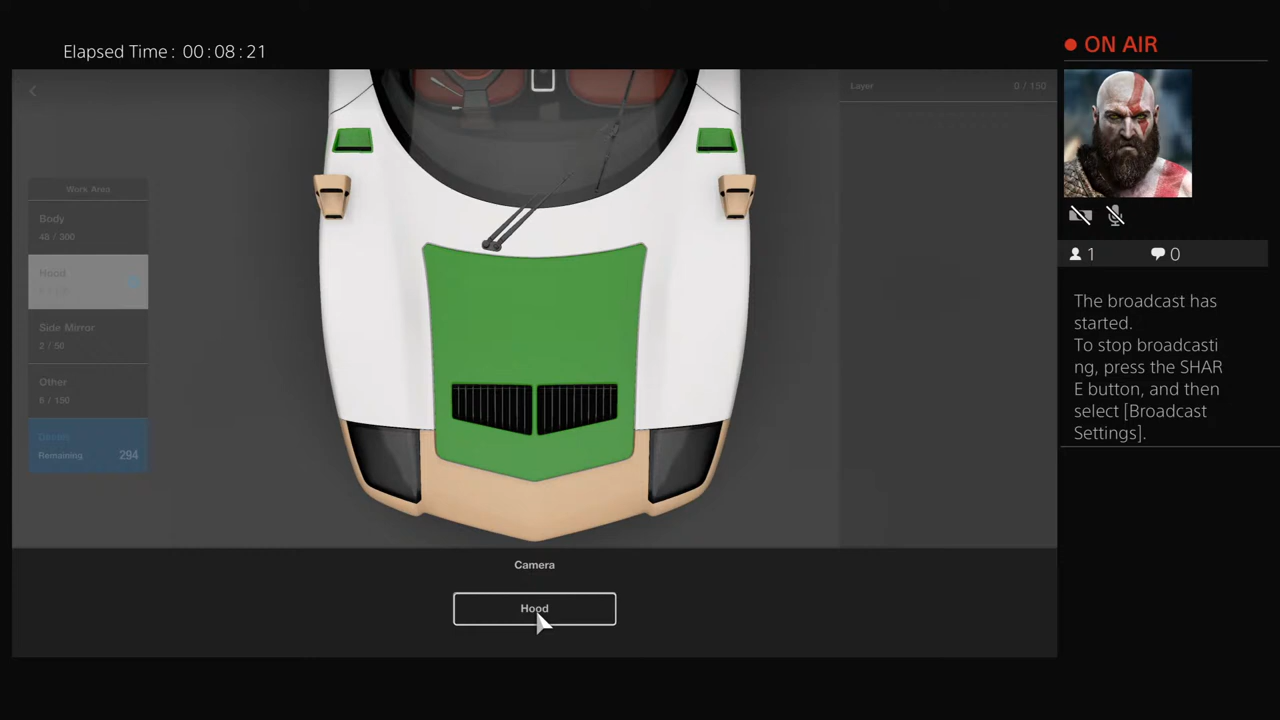 Elapsed Time: 00:08:21
ON AIR
Layer 0 / 150
Work Area
Body
48 / 300
Hood
Side Mirror
2 / 50
Other
Remaining 294
1 0
The broadcast has
started.
To stop broadcasti
ng, press the SHAR
E button, and then
select [Broadcast
Settings].
Camera
Hood